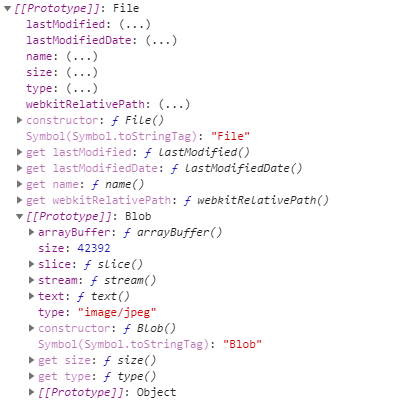 [[Prototype]]: File
lastModified: (...)
lastModifiedDate: (...)
name: (...)
size: (...)
type: (...)
webkitRelativePath: (...)
constructor: ƒ File()
Symbol(Symbol.toStringTag): "File"
get lastModified: ƒ lastModified()
get lastModifiedDate: ƒ lastModifiedDate()
get name: ƒ name()
get webkitRelativePath: ƒ webkitRelativePath()
[[Prototype]]: Blob
arrayBuffer: ƒ arrayBuffer()
size: 42392
slice: ƒ slice()
stream: ƒ stream()
text: ƒ text()
type: "image/jpeg"
constructor: ƒ Blob()
Symbol(Symbol.toStringTag): "Blob"
get size: ƒ size()
get type: ƒ type()
[[Prototype]]: Object